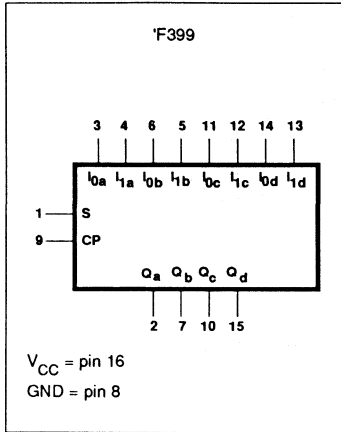 'F399
3 4 6 5 11 12 14 13
I0a I1a I0b I1b I0c I1c I0d I1d
1 S
9 CP
Qa Qb Qc Qd
2 7 10 15
VCC = pin 16
GND = pin 8